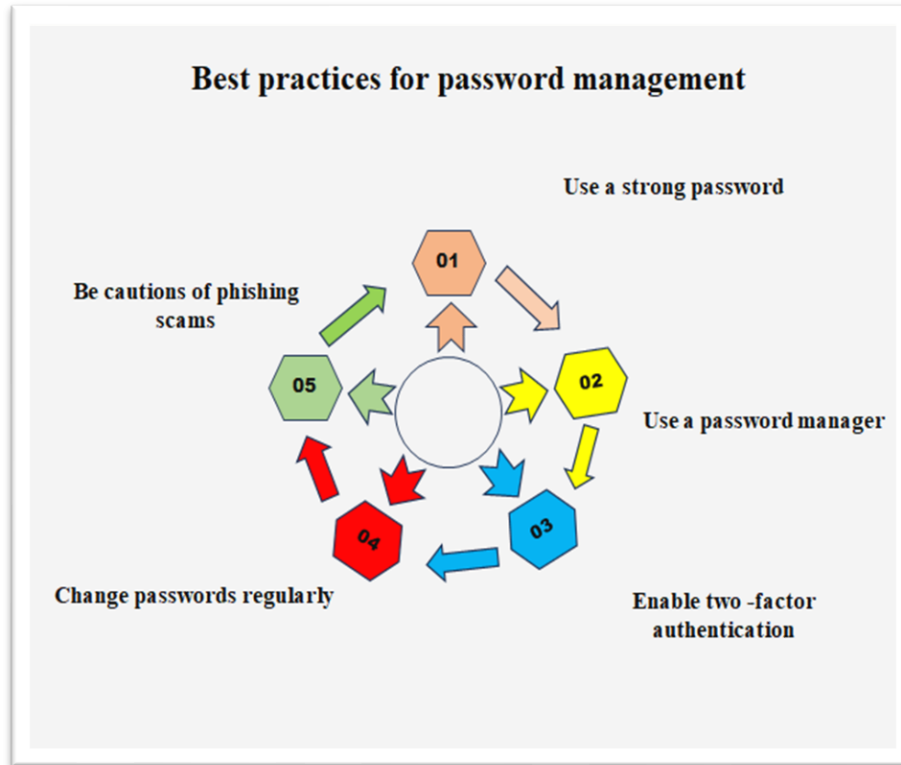 Best practices for password management
Use a strong password
01
Be cautions of phishing
scams
05
02
Use a password manager
04
03
Change passwords regularly
Enable two -factor
authentication